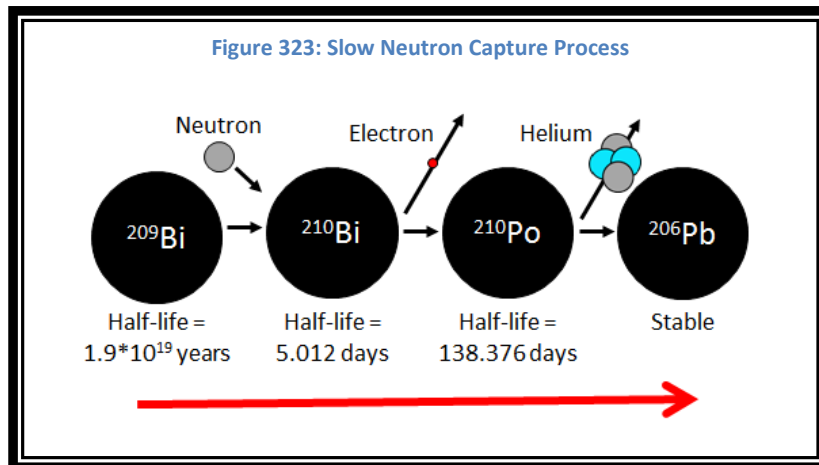 Figure 323: Slow Neutron Capture Process
Neutron
Electron
Helium
²⁰⁹Bi
²¹⁰Bi
²¹⁰Po
²⁰⁶Pb
Half-life =
1.9*10¹⁹ years
Half-life =
5.012 days
Half-life =
138.376 days
Stable